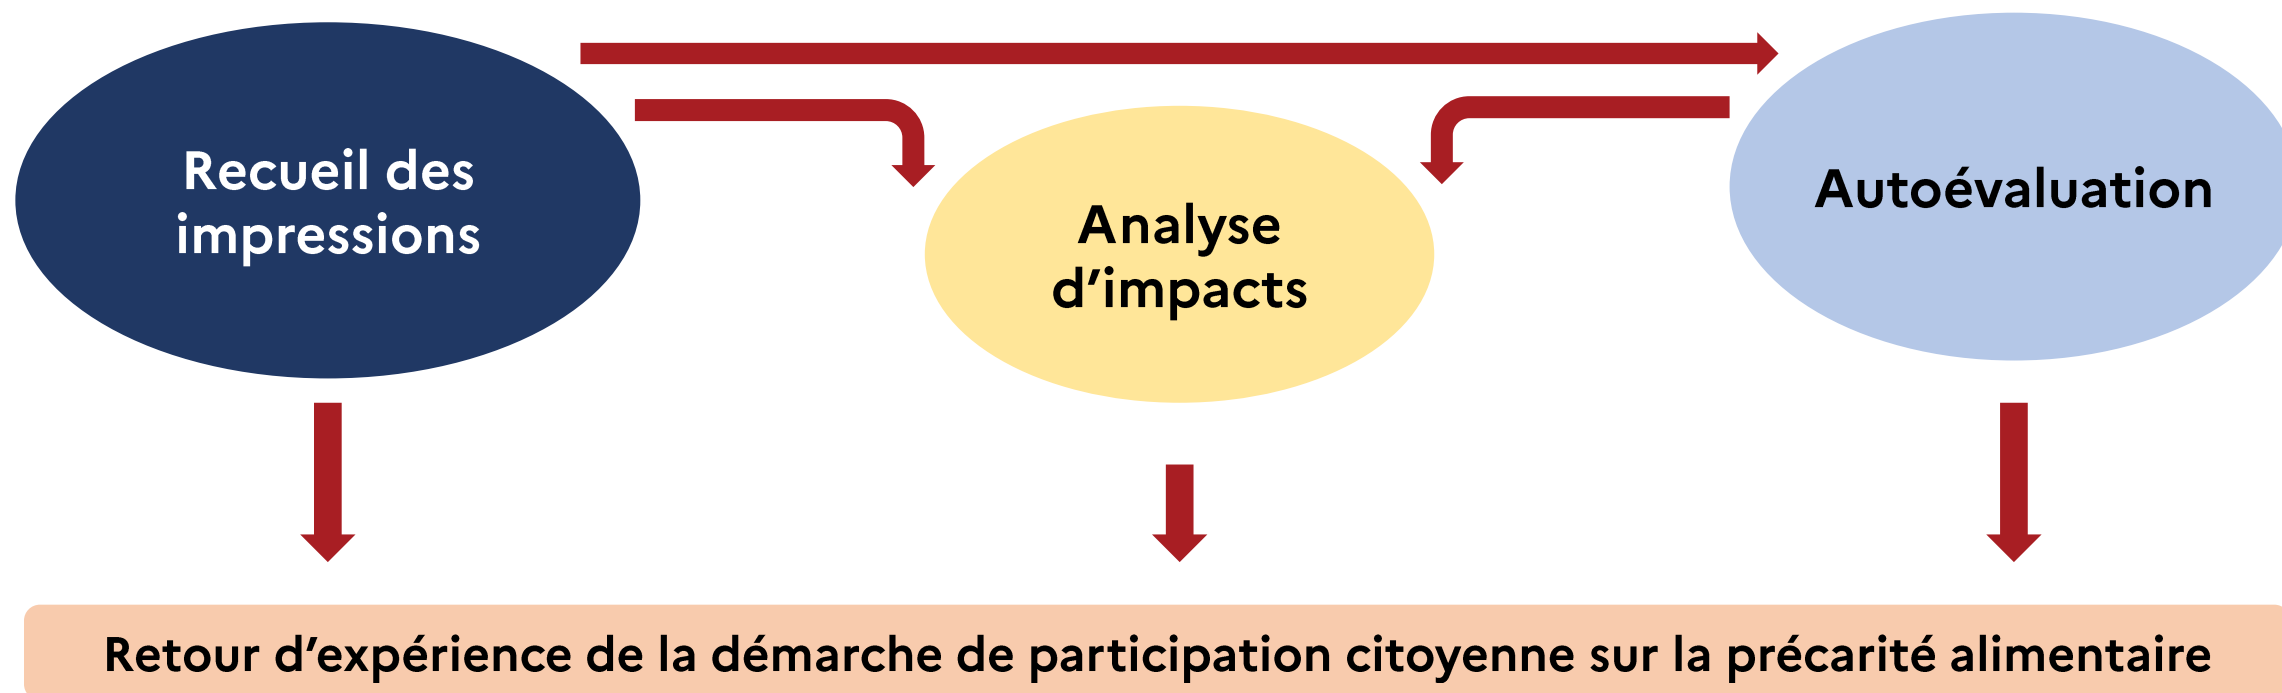 Recueil des
impressions
Analyse
d’impacts
Autoévaluation
Retour d’expérience de la démarche de participation citoyenne sur la précarité alimentaire